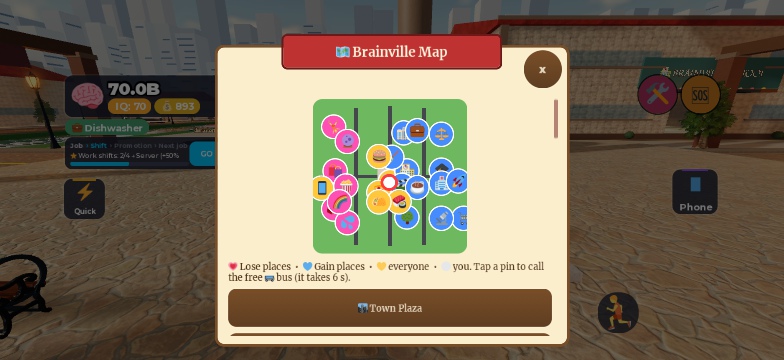 Brainville Map
x
70.0B
IQ: 70
893
Dishwasher
Job › Shift › Promotion › Next job
Work shifts: 2/4 → Server (+50%
GO
Quick
SOS
Phone
Lose places • Gain places • everyone • you. Tap a pin to call
the free bus (it takes 6 s).
Town Plaza